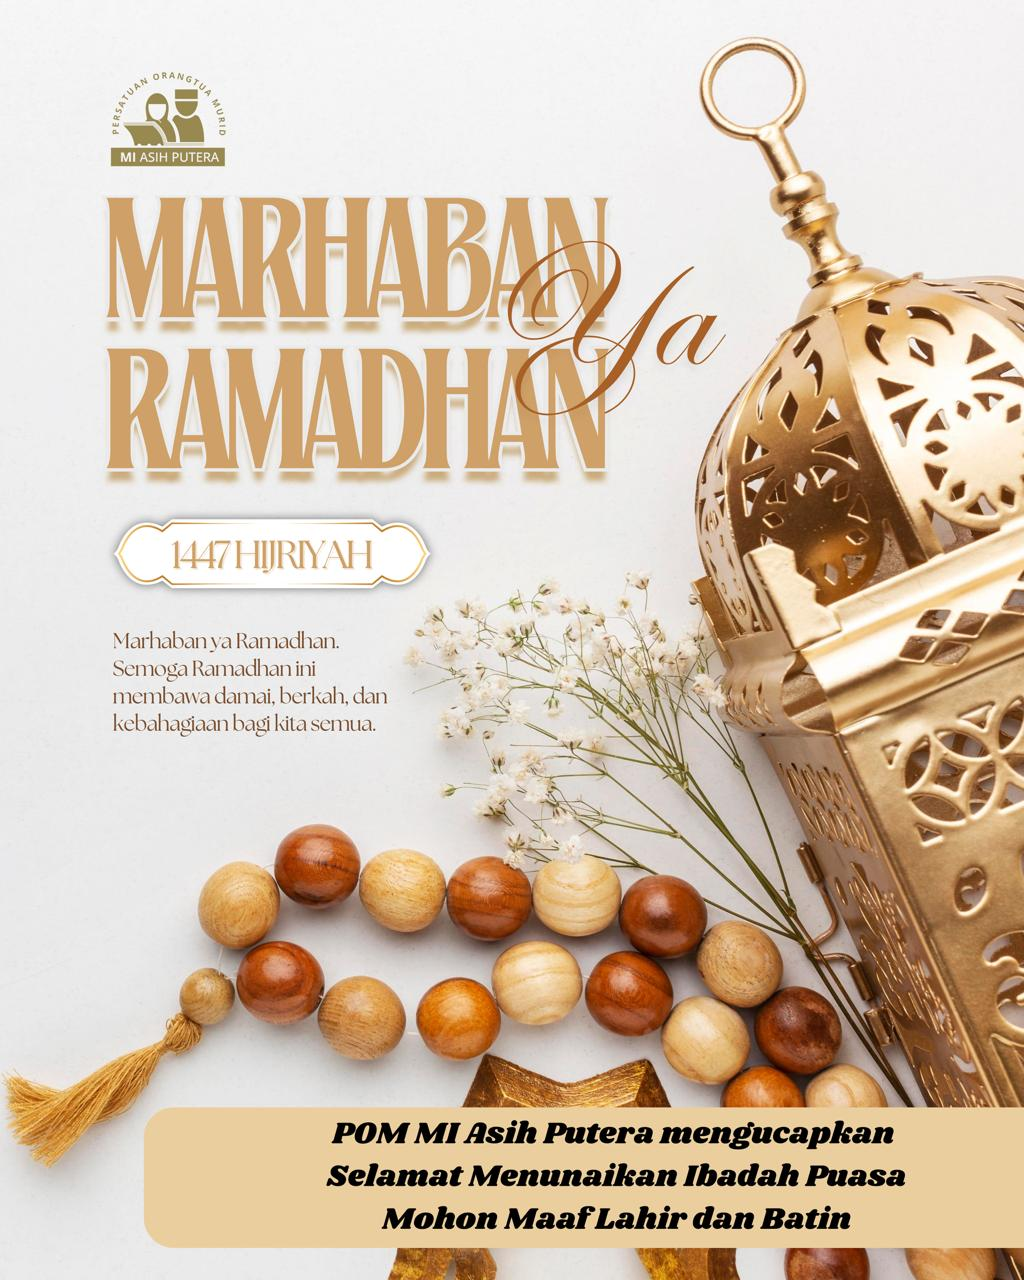 PERSATUAN ORANGTUA MURID
MI ASIH PUTERA
MARHABAN
Ya
RAMADHAN
1447 HIJRIYAH
Marhaban ya Ramadhan.
Semoga Ramadhan ini
membawa damai, berkah, dan
kebahagiaan bagi kita semua.
POM MI Asih Putera mengucapkan
Selamat Menunaikan Ibadah Puasa
Mohon Maaf Lahir dan Batin